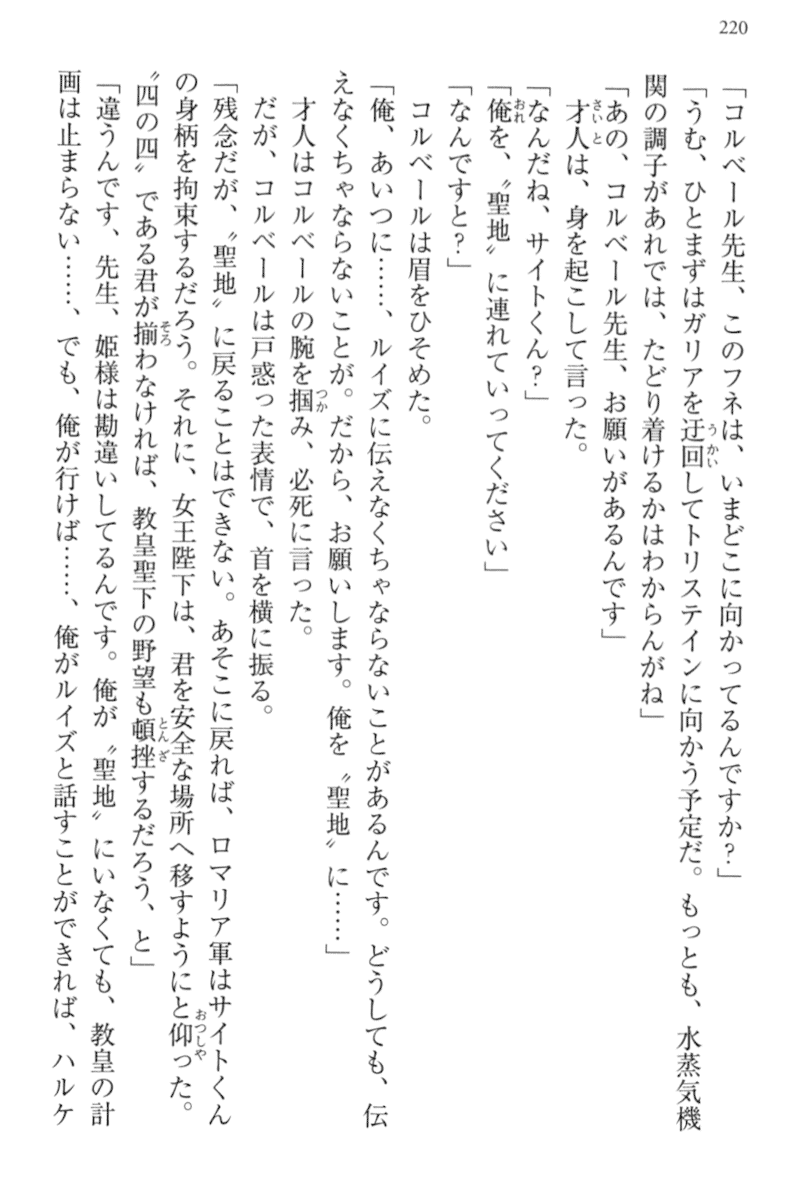 220
「コルベール先生、このフネは、いまどこに向かってるんですか？」
「うむ、ひとまずはガリアを迂回してトリステインに向かう予定だ。もっとも、水蒸気機
関の調子があれでは、たどり着けるかはわからんがね」
「あの、コルベール先生、お願いがあるんです」
才人は、身を起こして言った。
「なんだね、サイトくん？」
「俺を、〝聖地〟に連れていってください」
「なんですと？」
コルベールは眉をひそめた。
「俺、あいつに……、ルイズに伝えなくちゃならないことがあるんです。どうしても、伝
えなくちゃならないことが。だから、お願いします。俺を〝聖地〟に……」
才人はコルベールの腕を掴み、必死に言った。
だが、コルベールは戸惑った表情で、首を横に振る。
「残念だが、〝聖地〟に戻ることはできない。あそこに戻れば、ロマリア軍はサイトくん
の身柄を拘束するだろう。それに、女王陛下は、君を安全な場所へ移すようにと仰った。
〝四の四〟である君が揃わなければ、教皇聖下の野望も頓挫するだろう、と」
「違うんです、先生、姫様は勘違いしてるんです。俺が〝聖地〟にいなくても、教皇の計
画は止まらない……、でも、俺が行けば……、俺がルイズと話すことができれば、ハルケ